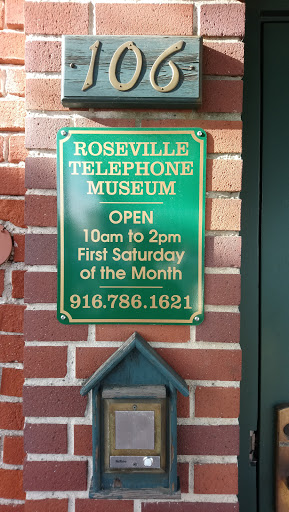 106
ROSEVILLE
TELEPHONE
MUSEUM
OPEN
10am to 2pm
First Saturday
of the Month
916.786.1621